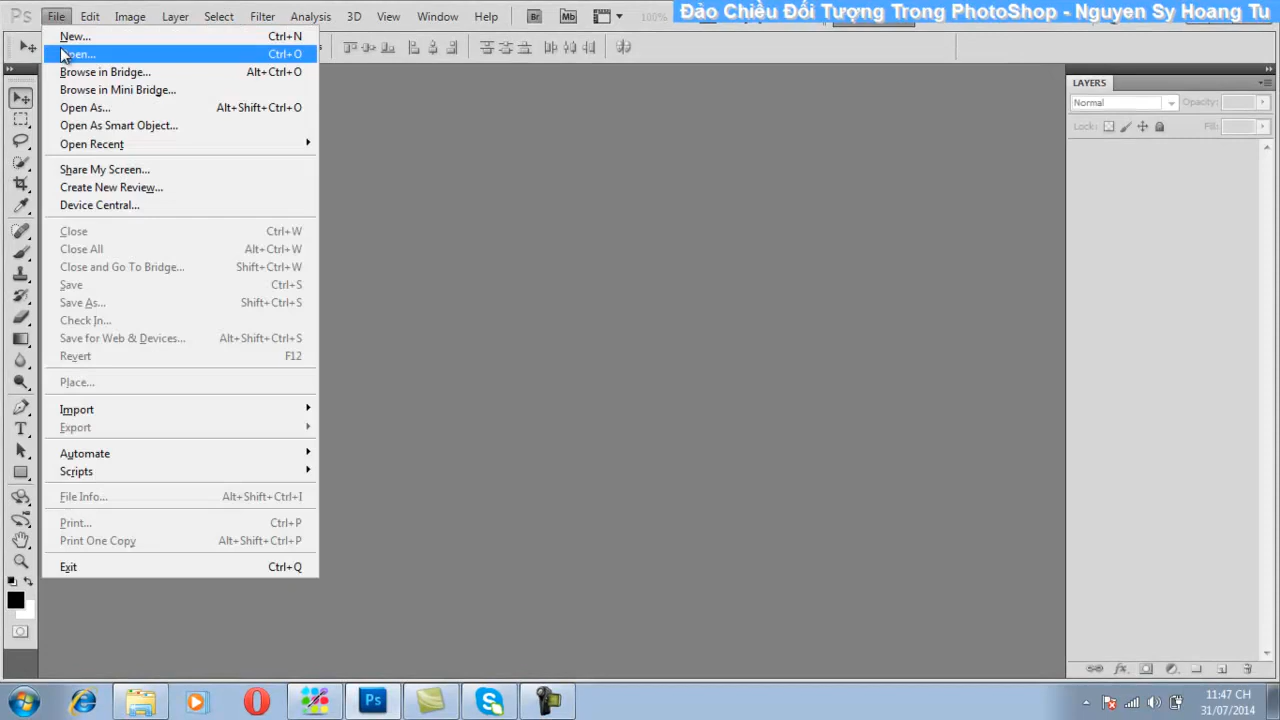 Ps File Edit Image Layer Select Filter Analysis 3D View Window Help Br Mb 100%
Đảo Chiều Đối Tượng Trong PhotoShop - Nguyen Sy Hoang Tu
New... Ctrl+N
Ctrl+O
Browse in Bridge... Alt+Ctrl+O
Browse in Mini Bridge...
Open As... Alt+Shift+Ctrl+O
Open As Smart Object...
Open Recent
Share My Screen...
Create New Review...
Device Central...
Close Ctrl+W
Close All Alt+Ctrl+W
Close and Go To Bridge... Shift+Ctrl+W
Save Ctrl+S
Save As... Shift+Ctrl+S
Check In...
Save for Web & Devices... Alt+Shift+Ctrl+S
Revert F12
Place...
Import
Export
Automate
Scripts
File Info... Alt+Shift+Ctrl+I
Print... Ctrl+P
Print One Copy Alt+Shift+Ctrl+P
Exit Ctrl+Q
LAYERS
Normal Opacity:
Lock: Fill:
Ps
11:47 CH
31/07/2014